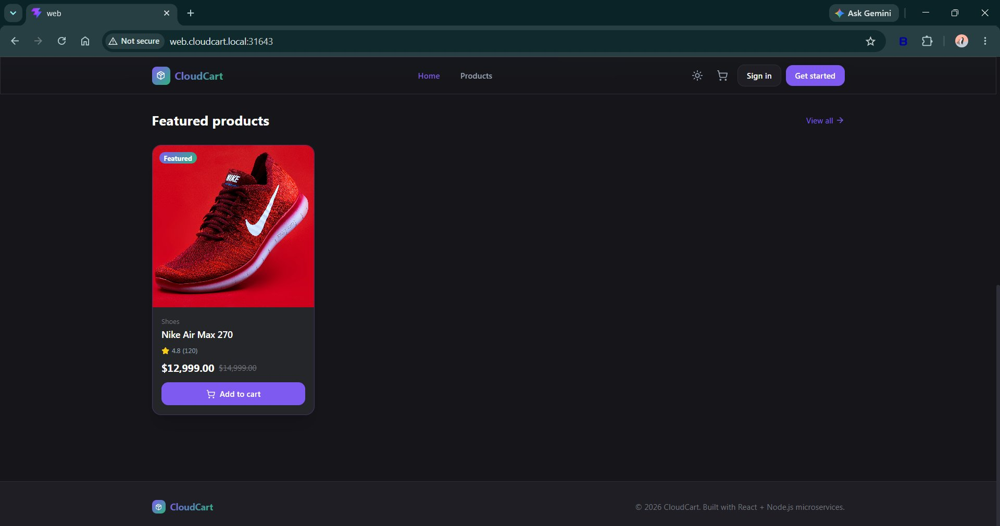 web
Ask Gemini
Not secure
web.cloudcart.local:31643
CloudCart
Home
Products
Sign in
Get started
Featured products
View all
Featured
NIKE
Shoes
Nike Air Max 270
4.8 (120)
$12,999.00 $14,999.00
Add to cart
CloudCart
© 2026 CloudCart. Built with React + Node.js microservices.